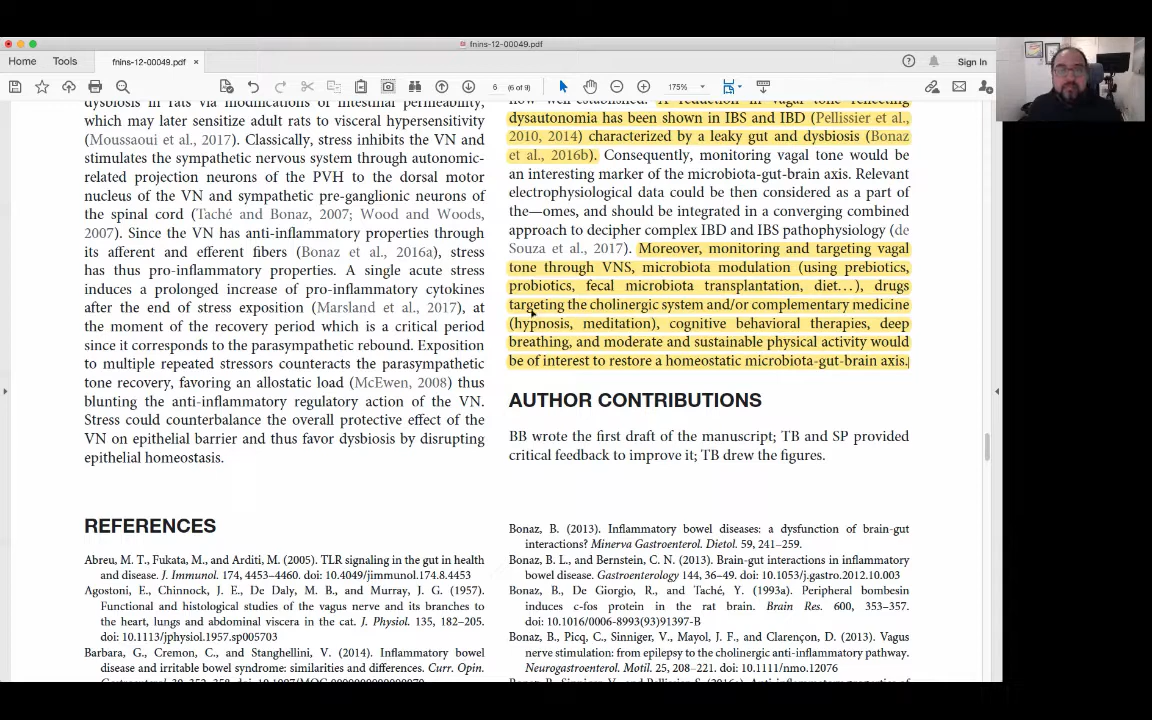 fnins-12-00049.pdf
Home
Tools
fnins-12-00049.pdf ×
Sign In
6
(6 of 9)
175%
dysbiosis in rats via modifications of intestinal permeability,
which may later sensitize adult rats to visceral hypersensitivity
(Moussaoui et al., 2017). Classically, stress inhibits the VN and
stimulates the sympathetic nervous system through autonomic-
related projection neurons of the PVH to the dorsal motor
nucleus of the VN and sympathetic pre-ganglionic neurons of
the spinal cord (Taché and Bonaz, 2007; Wood and Woods,
2007). Since the VN has anti-inflammatory properties through
its afferent and efferent fibers (Bonaz et al., 2016a), stress
has thus pro-inflammatory properties. A single acute stress
induces a prolonged increase of pro-inflammatory cytokines
after the end of stress exposition (Marsland et al., 2017), at
the moment of the recovery period which is a critical period
since it corresponds to the parasympathetic rebound. Exposition
to multiple repeated stressors counteracts the parasympathetic
tone recovery, favoring an allostatic load (McEwen, 2008) thus
blunting the anti-inflammatory regulatory action of the VN.
Stress could counterbalance the overall protective effect of the
VN on epithelial barrier and thus favor dysbiosis by disrupting
epithelial homeostasis.
now well established. A reduction in vagal tone reflecting
dysautonomia has been shown in IBS and IBD (Pellissier et al.,
2010, 2014) characterized by a leaky gut and dysbiosis (Bonaz
et al., 2016b). Consequently, monitoring vagal tone would be
an interesting marker of the microbiota-gut-brain axis. Relevant
electrophysiological data could be then considered as a part of
the—omes, and should be integrated in a converging combined
approach to decipher complex IBD and IBS pathophysiology (de
Souza et al., 2017). Moreover, monitoring and targeting vagal
tone through VNS, microbiota modulation (using prebiotics,
probiotics, fecal microbiota transplantation, diet…), drugs
targeting the cholinergic system and/or complementary medicine
(hypnosis, meditation), cognitive behavioral therapies, deep
breathing, and moderate and sustainable physical activity would
be of interest to restore a homeostatic microbiota-gut-brain axis.
AUTHOR CONTRIBUTIONS
BB wrote the first draft of the manuscript; TB and SP provided
critical feedback to improve it; TB drew the figures.
REFERENCES
Abreu, M. T., Fukata, M., and Arditi, M. (2005). TLR signaling in the gut in health
and disease. J. Immunol. 174, 4453–4460. doi: 10.4049/jimmunol.174.8.4453
Agostoni, E., Chinnock, J. E., De Daly, M. B., and Murray, J. G. (1957).
Functional and histological studies of the vagus nerve and its branches to
the heart, lungs and abdominal viscera in the cat. J. Physiol. 135, 182–205.
doi: 10.1113/jphysiol.1957.sp005703
Barbara, G., Cremon, C., and Stanghellini, V. (2014). Inflammatory bowel
disease and irritable bowel syndrome: similarities and differences. Curr. Opin.
Bonaz, B. (2013). Inflammatory bowel diseases: a dysfunction of brain-gut
interactions? Minerva Gastroenterol. Dietol. 59, 241–259.
Bonaz, B. L., and Bernstein, C. N. (2013). Brain-gut interactions in inflammatory
bowel disease. Gastroenterology 144, 36–49. doi: 10.1053/j.gastro.2012.10.003
Bonaz, B., De Giorgio, R., and Taché, Y. (1993a). Peripheral bombesin
induces c-fos protein in the rat brain. Brain Res. 600, 353–357.
doi: 10.1016/0006-8993(93)91397-B
Bonaz, B., Picq, C., Sinniger, V., Mayol, J. F., and Clarençon, D. (2013). Vagus
nerve stimulation: from epilepsy to the cholinergic anti-inflammatory pathway.
Neurogastroenterol. Motil. 25, 208–221. doi: 10.1111/nmo.12076